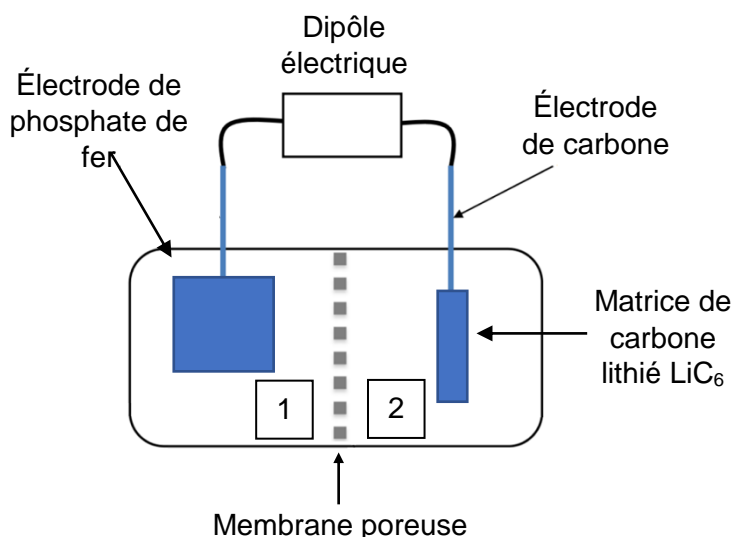 Dipôle
électrique
Électrode de
phosphate de
fer
Électrode
de carbone
Matrice de
carbone
lithié LiC₆
1
2
Membrane poreuse